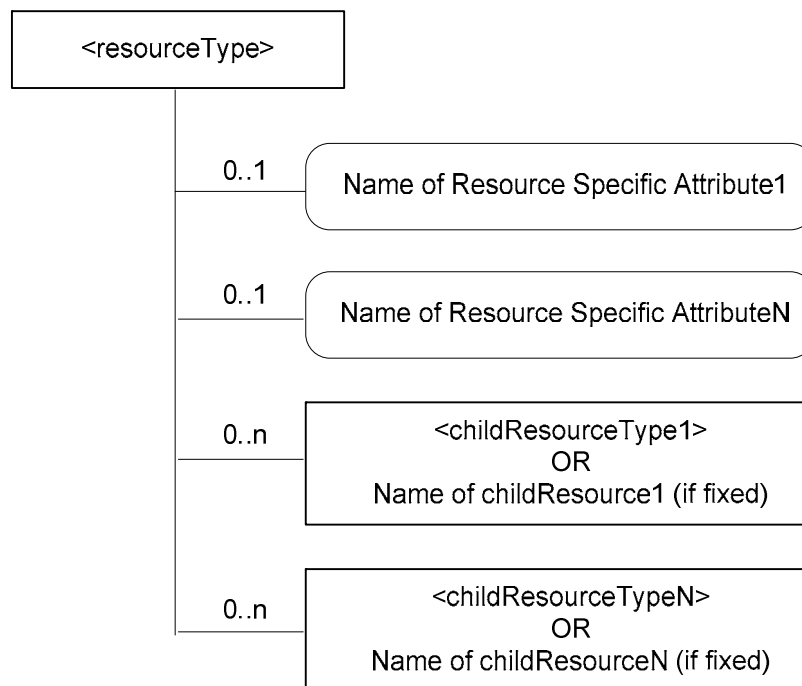 <resourceType>
0..1
Name of Resource Specific Attribute1
0..1
Name of Resource Specific AttributeN
0..n
<childResourceType1>
OR
Name of childResource1 (if fixed)
0..n
<childResourceTypeN>
OR
Name of childResourceN (if fixed)